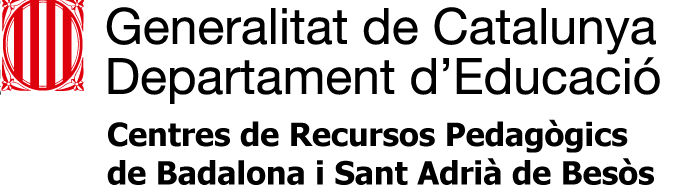 Generalitat de Catalunya
Departament d'Educació
Centres de Recursos Pedagògics
de Badalona i Sant Adrià de Besòs